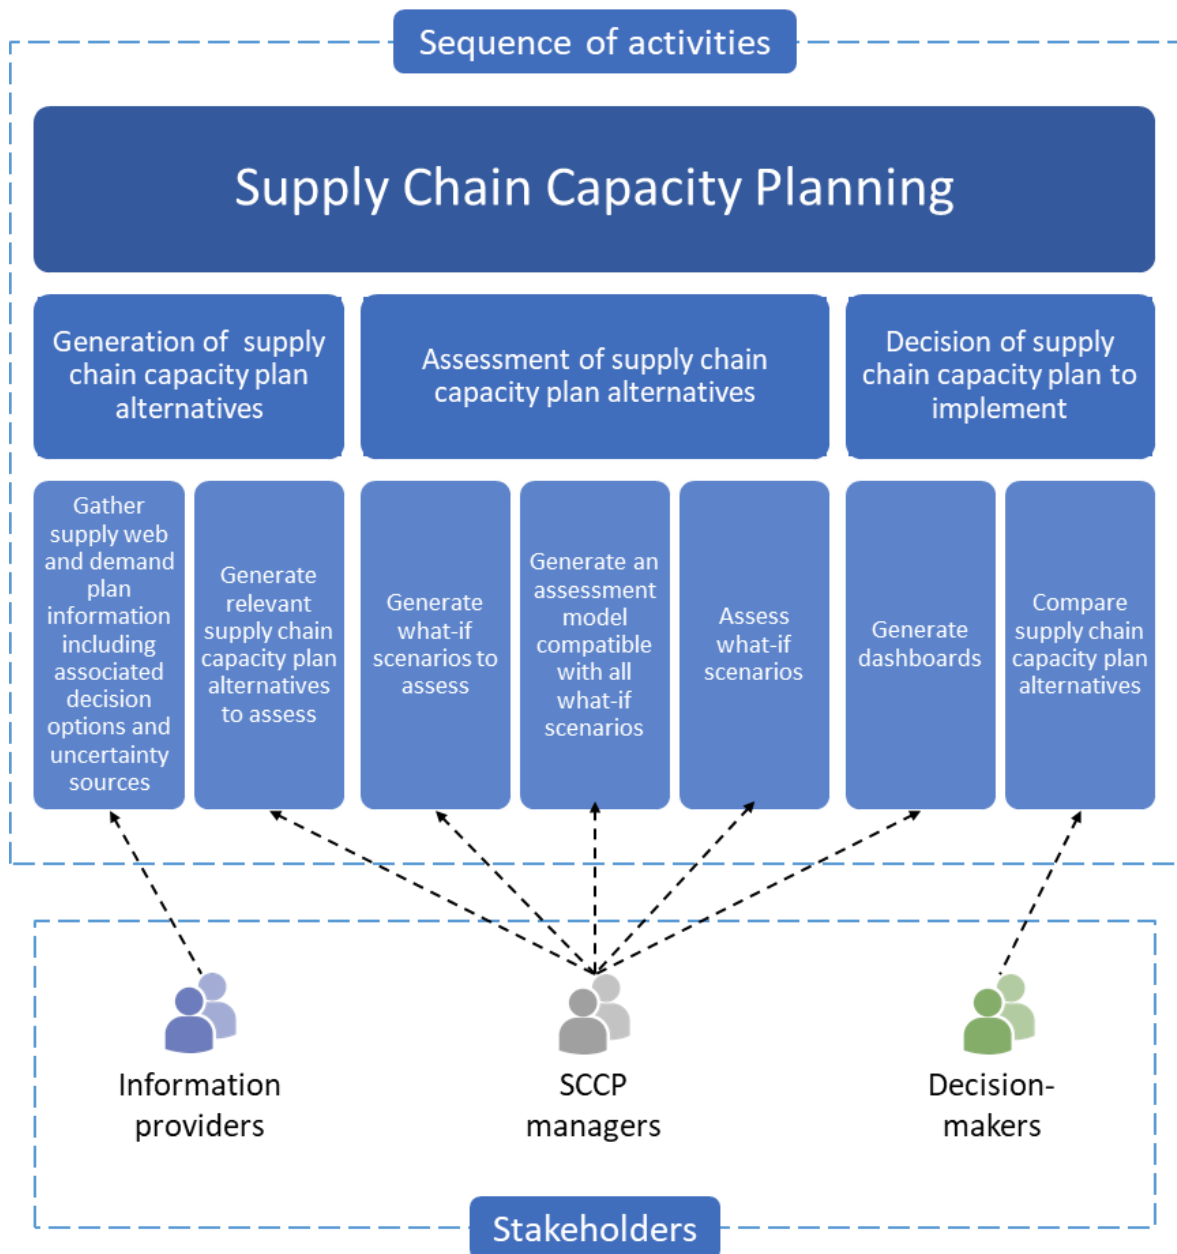 Sequence of activities
Supply Chain Capacity Planning
Generation of supply
chain capacity plan
alternatives
Assessment of supply chain
capacity plan alternatives
Decision of supply
chain capacity plan to
implement
Gather
supply web
and demand
plan
information
including
associated
decision
options and
uncertainty
sources
Generate
relevant
supply chain
capacity plan
alternatives
to assess
Generate
what-if
scenarios to
assess
Generate an
assessment
model
compatible
with all
what-if
scenarios
Assess
what-if
scenarios
Generate
dashboards
Compare
supply chain
capacity plan
alternatives
Information
providers
SCCP
managers
Decision-
makers
Stakeholders